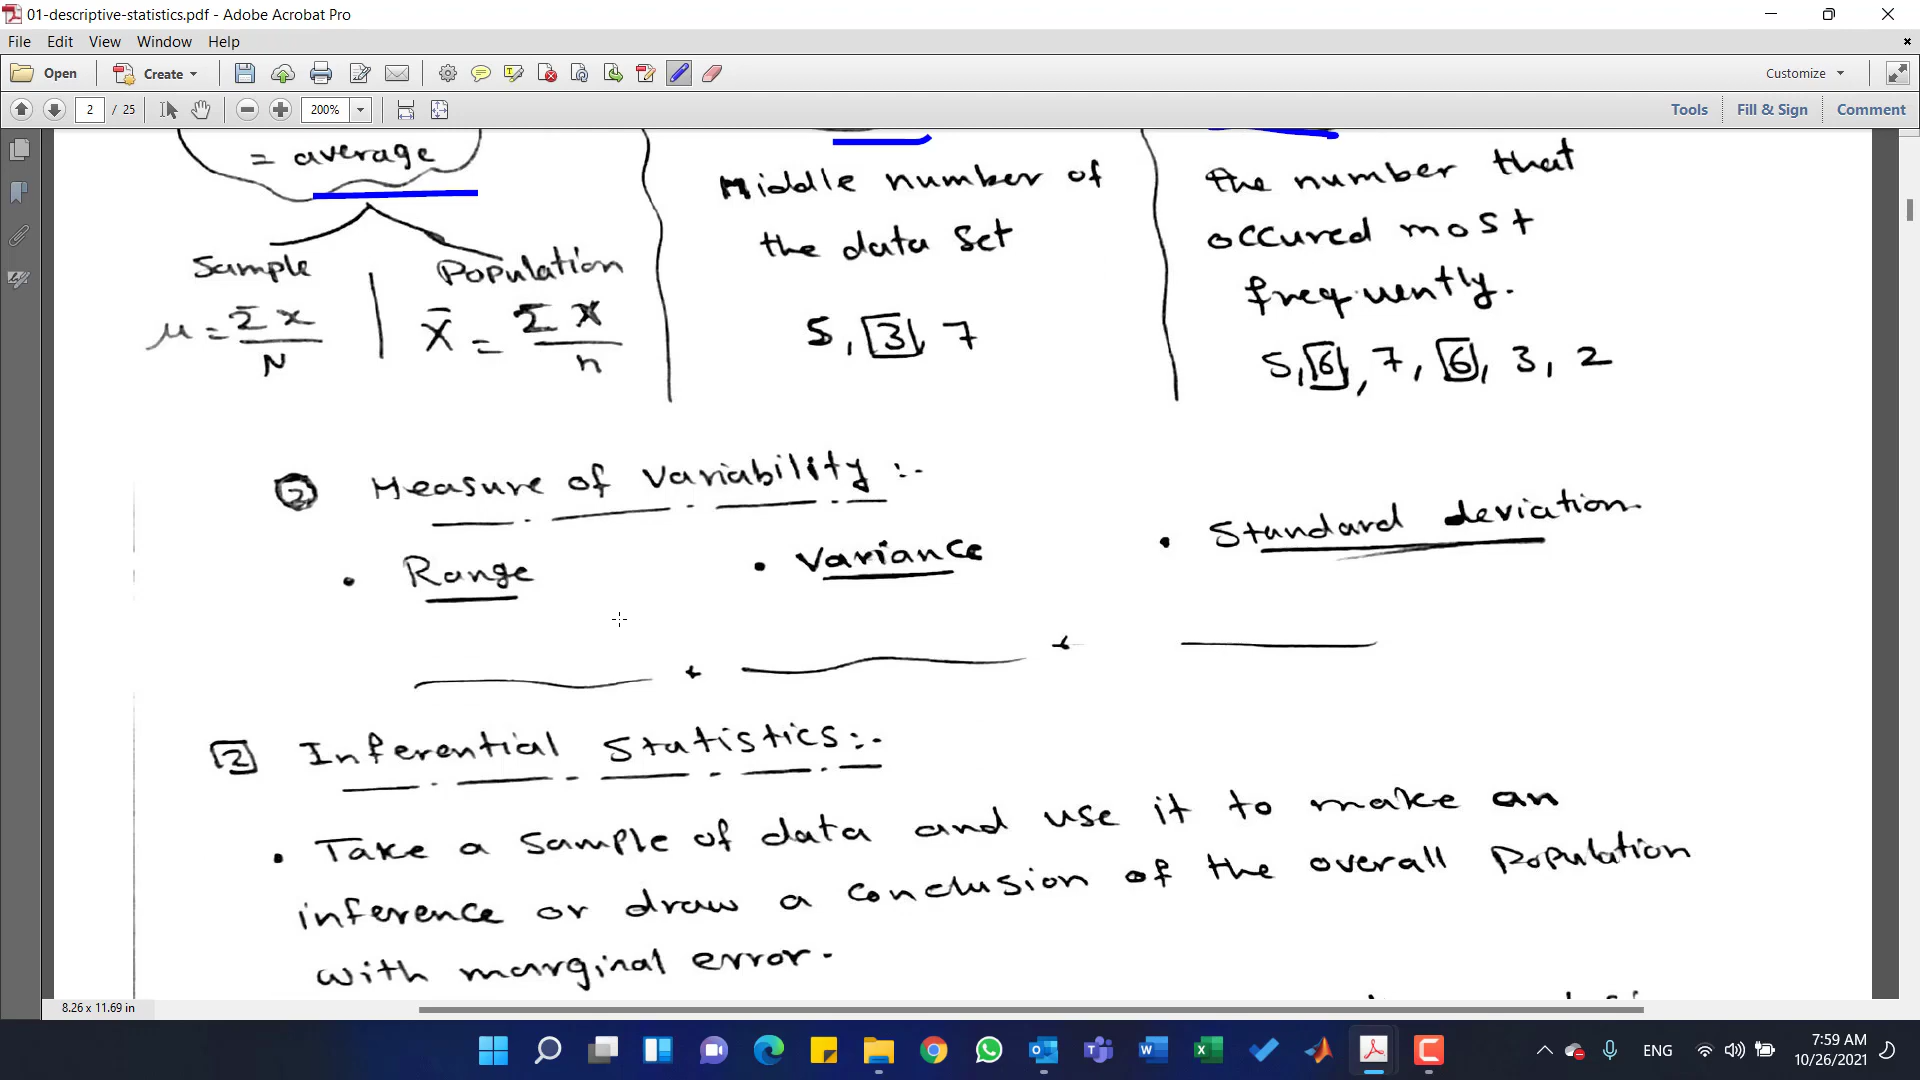 01-descriptive-statistics.pdf - Adobe Acrobat Pro
File Edit View Window Help
Open Create Customize
2 / 25 200% Tools Fill & Sign Comment
= average
Sample Population
μ = Σx / N | X̄ = Σx / n
Middle number of
the data set
5, 3, 7
the number that
occured most
frequently.
5, 6, 7, 6, 3, 2
2 Measure of Variability :-
• Range • Variance • Standard deviation
2 Inferential Statistics :-
• Take a sample of data and use it to make an
inference or draw a conclusion of the overall Population
with marginal error.
8.26 x 11.69 in
ENG
7:59 AM
10/26/2021